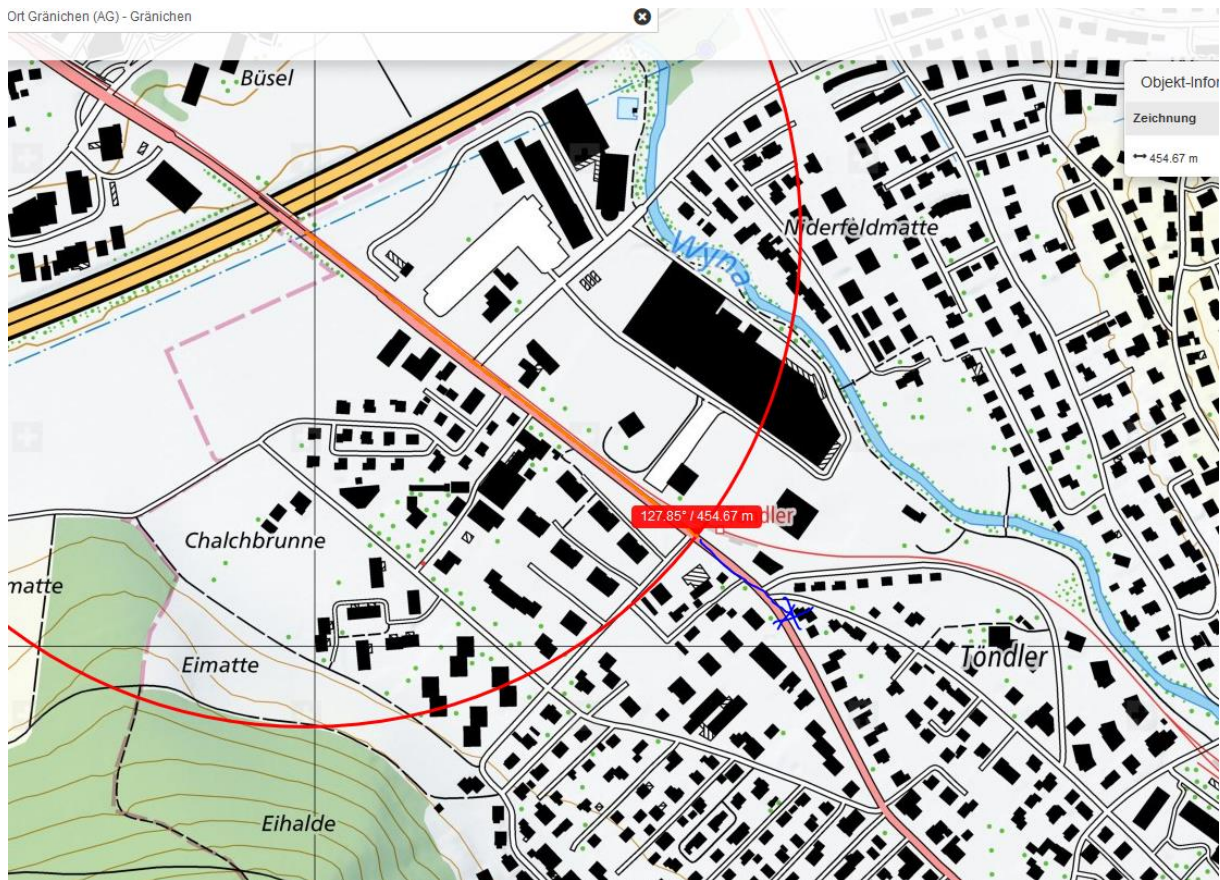 Ort Gränichen (AG) - Gränichen
Büsel
Objekt-Infor
Zeichnung
454.67 m
Niderfeldmatte
Wyna
127.85° / 454.67 m
dler
Chalchbrunne
matte
Eimatte
Töndler
Eihalde